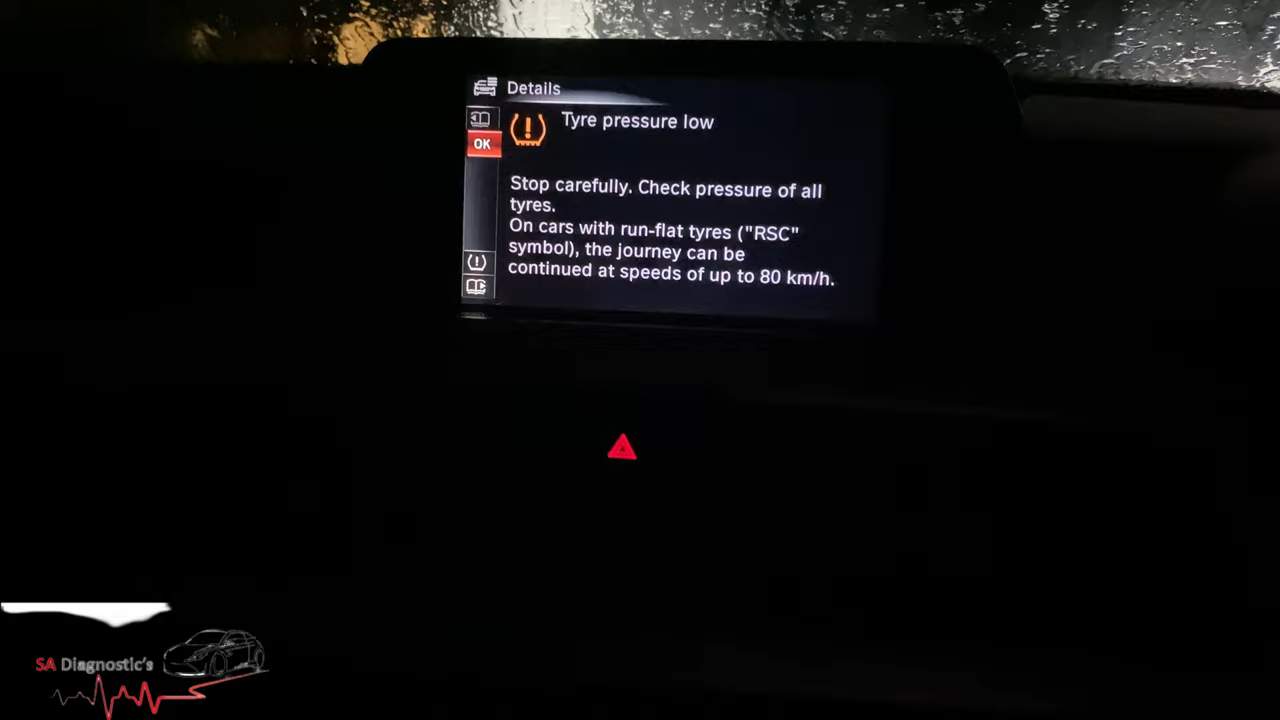 Details
OK
Tyre pressure low
Stop carefully. Check pressure of all
tyres.
On cars with run-flat tyres ("RSC"
symbol), the journey can be
continued at speeds of up to 80 km/h.
SA Diagnostic's